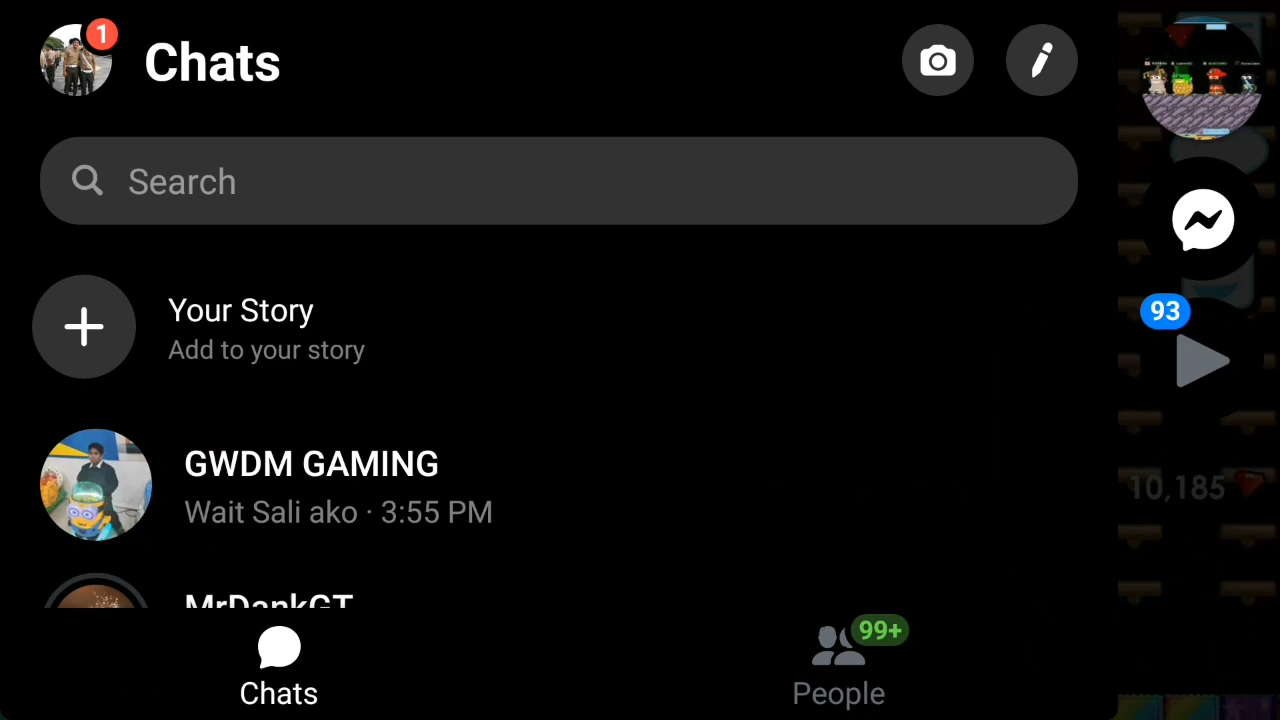 1
Chats
Search
Your Story
Add to your story
GWDM GAMING
Wait Sali ako · 3:55 PM
MrDankGT
Chats
99+
People
93
10,185